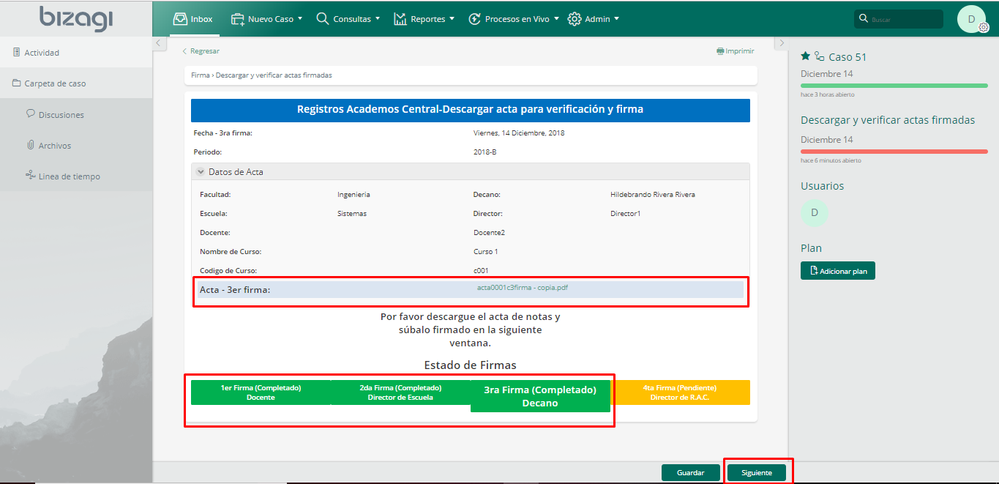 bizagi
Inbox
Nuevo Caso
Consultas
Reportes
Procesos en Vivo
Admin
Buscar
D
Actividad
Carpeta de caso
Discusiones
Archivos
Linea de tiempo
Regresar
Imprimir
Firma › Descargar y verificar actas firmadas
Registros Academos Central-Descargar acta para verificación y firma
Fecha - 3ra firma: Viernes, 14 Diciembre, 2018
Periodo: 2018-B
Datos de Acta
Facultad: Ingenieria Decano: Hildebrando Rivera Rivera
Escuela: Sistemas Director: Director1
Docente: Docente2
Nombre de Curso: Curso 1
Codigo de Curso: c001
Acta - 3er firma: acta0001c3firma - copia.pdf
Por favor descargue el acta de notas y
súbalo firmado en la siguiente
ventana.
Estado de Firmas
1er Firma (Completado)
Docente
2da Firma (Completado)
Director de Escuela
3ra Firma (Completado)
Decano
4ta Firma (Pendiente)
Director de R.A.C.
Guardar
Siguiente
Caso 51
Diciembre 14
hace 3 horas abierto
Descargar y verificar actas firmadas
Diciembre 14
hace 6 minutos abierto
Usuarios
D
Plan
Adicionar plan